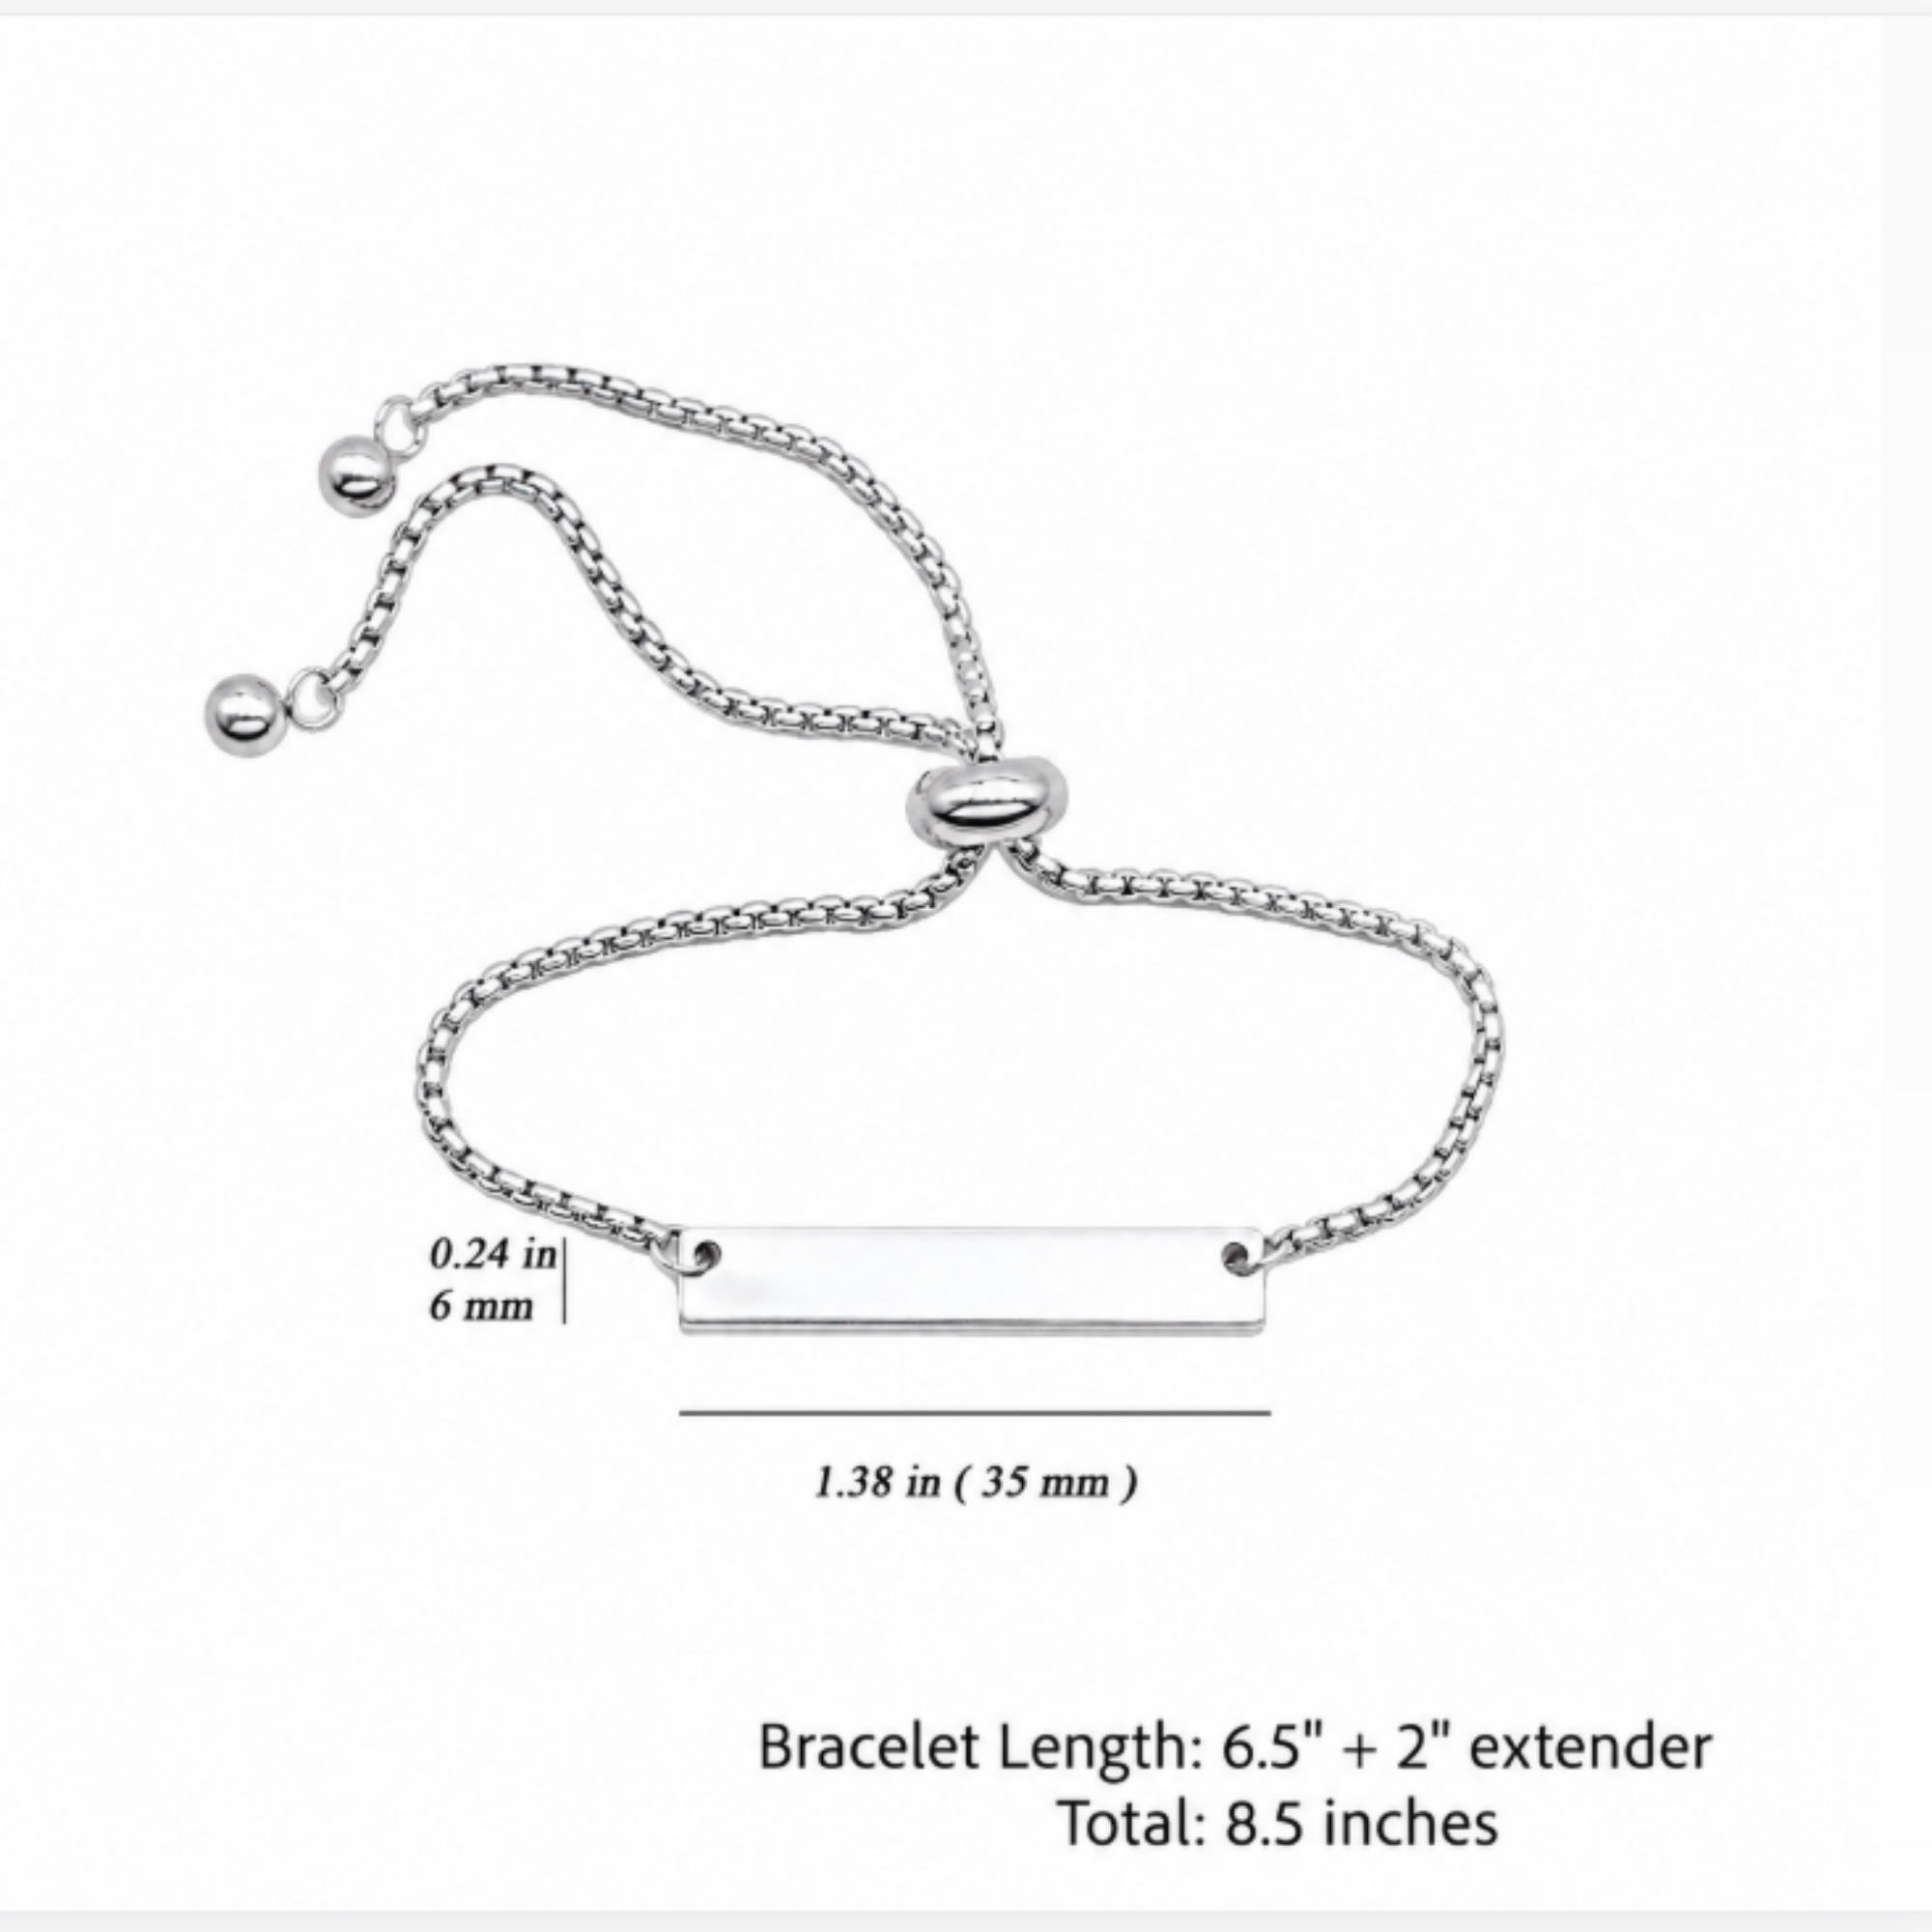 0.24 in
6 mm
1.38 in ( 35 mm )
Bracelet Length: 6.5" + 2" extender
Total: 8.5 inches